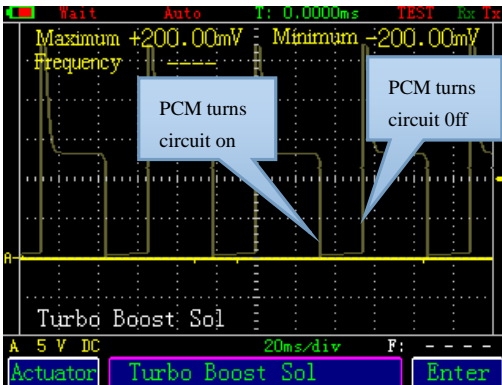 Wait Auto T: 0.0000ms TEST Rx Tx
Maximum +200.00mV Minimum -200.00mV
Frequency ----
PCM turns
circuit on
PCM turns
circuit 0ff
A-
Turbo Boost Sol
A 5 V DC 20ms/div F: ----
Actuator Turbo Boost Sol Enter